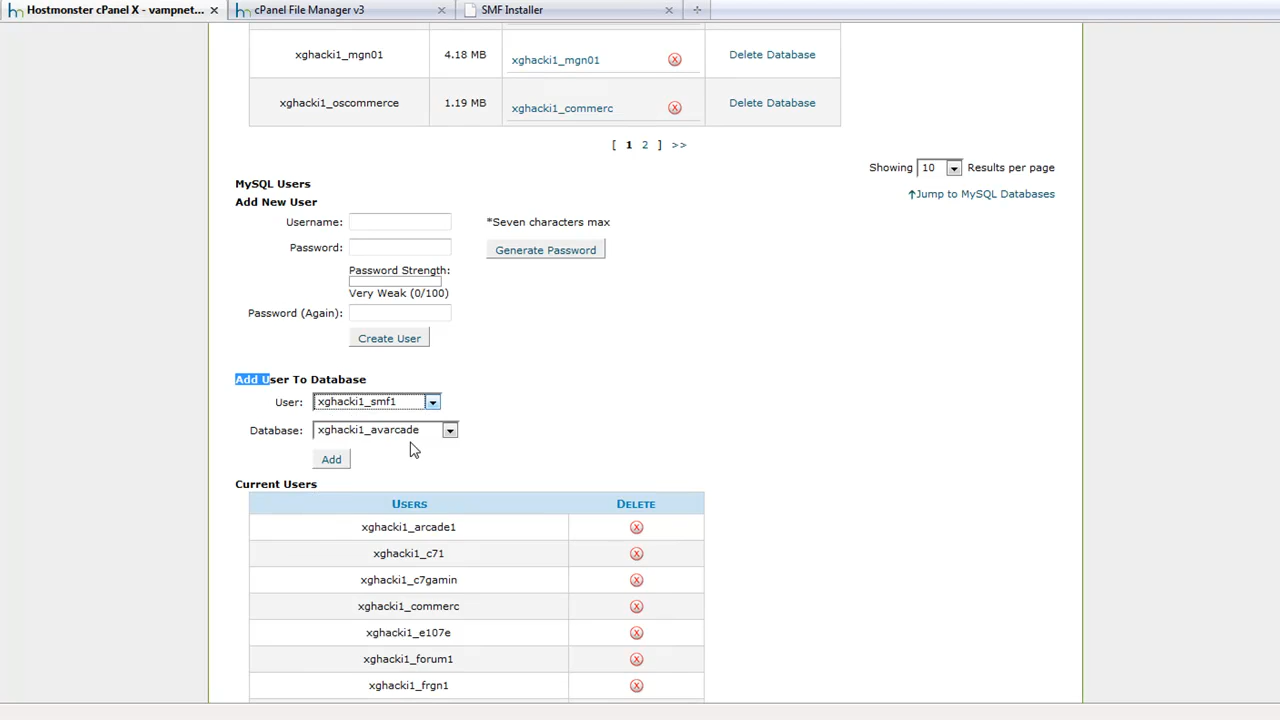 Hostmonster cPanel X - vampnet...
cPanel File Manager v3
SMF Installer
xghacki1_mgn01 4.18 MB xghacki1_mgn01 Delete Database
xghacki1_oscommerce 1.19 MB xghacki1_commerc Delete Database
[ 1 2 ] >>
Showing 10 Results per page
MySQL Users
↑Jump to MySQL Databases
Add New User
Username: *Seven characters max
Password: Generate Password
Password Strength:
Very Weak (0/100)
Password (Again):
Create User
Add User To Database
User: xghacki1_smf1
Database: xghacki1_avarcade
Add
Current Users
USERS DELETE
xghacki1_arcade1
xghacki1_c71
xghacki1_c7gamin
xghacki1_commerc
xghacki1_e107e
xghacki1_forum1
xghacki1_frgn1